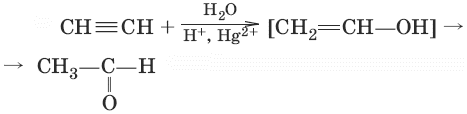 CH≡CH + H₂O / H⁺, Hg²⁺ → [CH₂=CH—OH] →
→ CH₃—C—H
‖
O